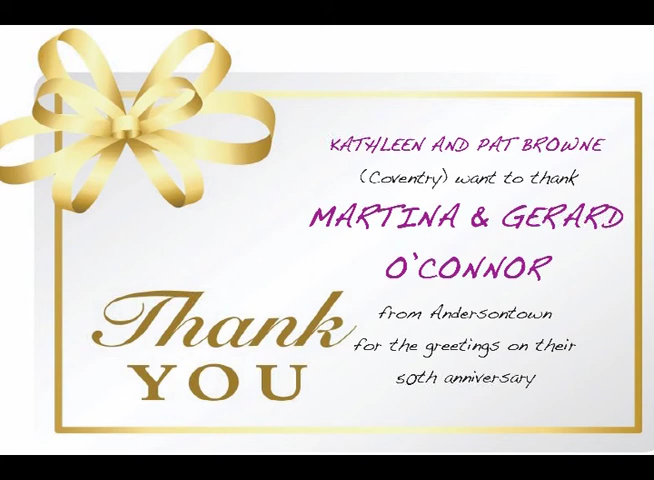 KATHLEEN AND PAT BROWNE
(Coventry) want to thank
MARTINA & GERARD
O'CONNOR
from Andersontown
for the greetings on their
50th anniversary
Thank
YOU